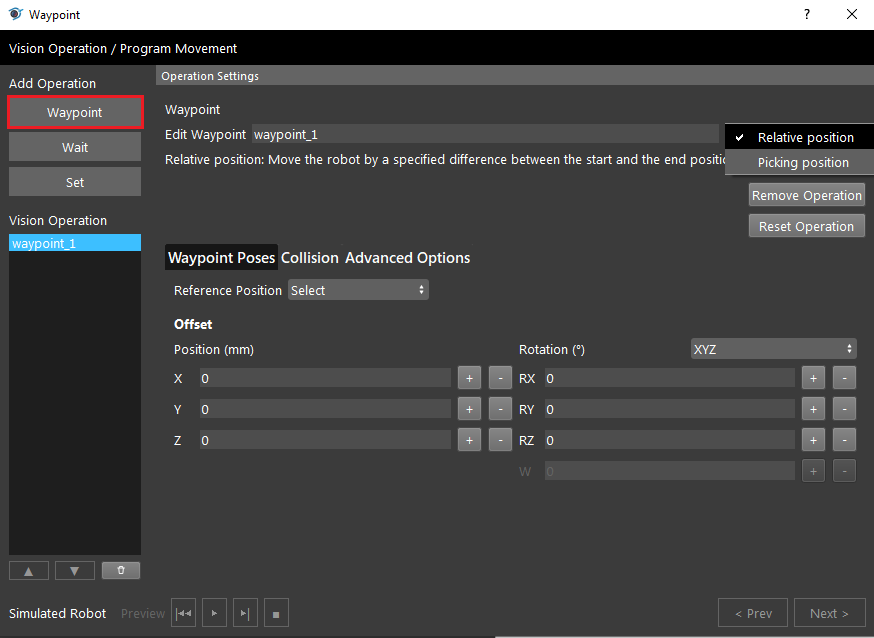 Waypoint
?
Vision Operation / Program Movement
Add Operation
Waypoint
Wait
Set
Vision Operation
waypoint_1
Operation Settings
Waypoint
Edit Waypoint waypoint_1
Relative position: Move the robot by a specified difference between the start and the end
Relative position
Picking position
Remove Operation
Reset Operation
Waypoint Poses Collision Advanced Options
Reference Position Select
Offset
Position (mm) Rotation (°) XYZ
X 0 + - RX 0 + -
Y 0 + - RY 0 + -
Z 0 + - RZ 0 + -
W 0 + -
Simulated Robot Preview < Prev Next >